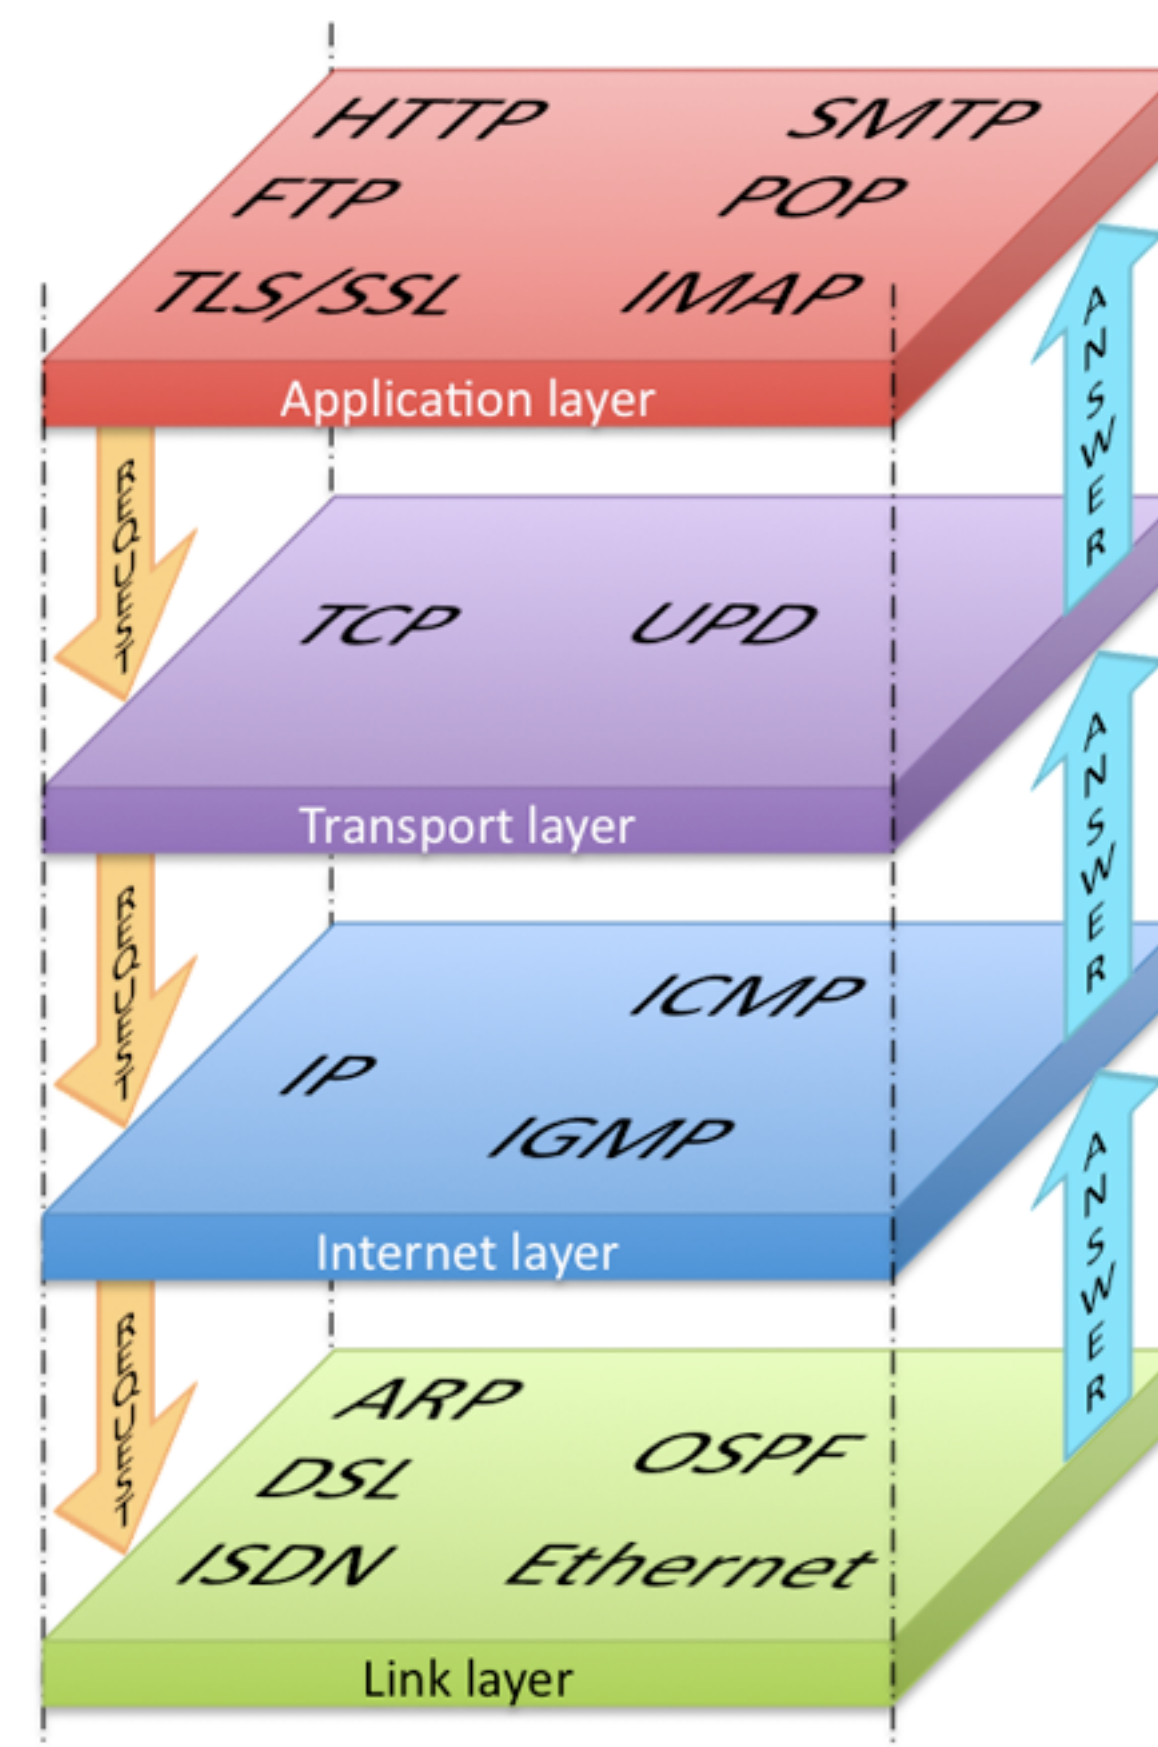 HTTP SMTP
FTP POP
TLS/SSL IMAP
Application layer
REQUEST
ANSWER
TCP UPD
Transport layer
REQUEST
ANSWER
ICMP
IP
IGMP
Internet layer
REQUEST
ANSWER
ARP
OSPF
DSL
ISDN Ethernet
Link layer